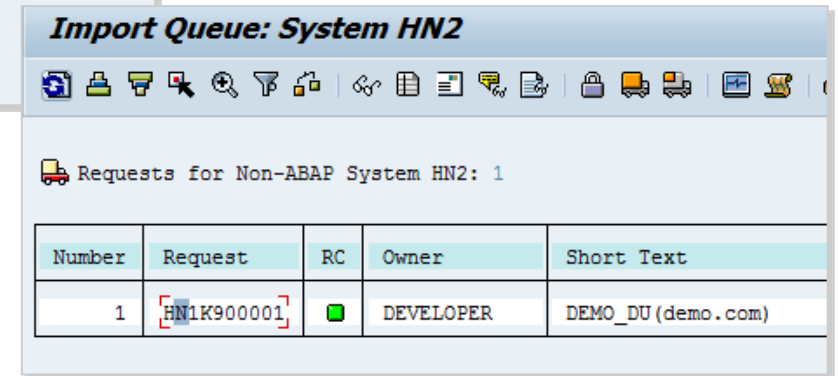 Import Queue: System HN2
Requests for Non-ABAP System HN2: 1
Number Request RC Owner Short Text
1 HN1K900001 DEVELOPER DEMO_DU(demo.com)